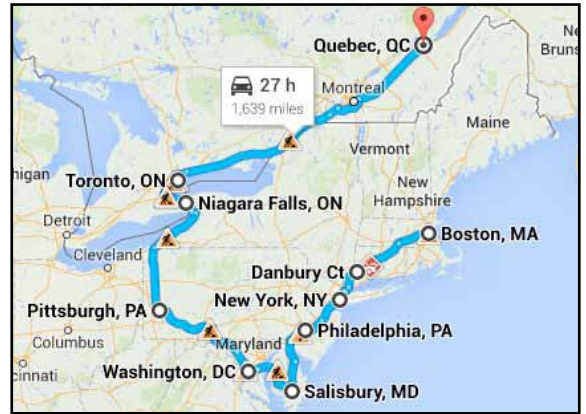 Quebec, QC
Ne
Bruns
27 h
1,639 miles
Montreal
Maine
Vermont
higan
Toronto, ON
New
Hampshire
Niagara Falls, ON
Detroit
Boston, MA
Cleveland
Danbury Ct
New York, NY
Pittsburgh, PA
Philadelphia, PA
Columbus
Maryland
cinnati
Washington, DC
Salisbury, MD